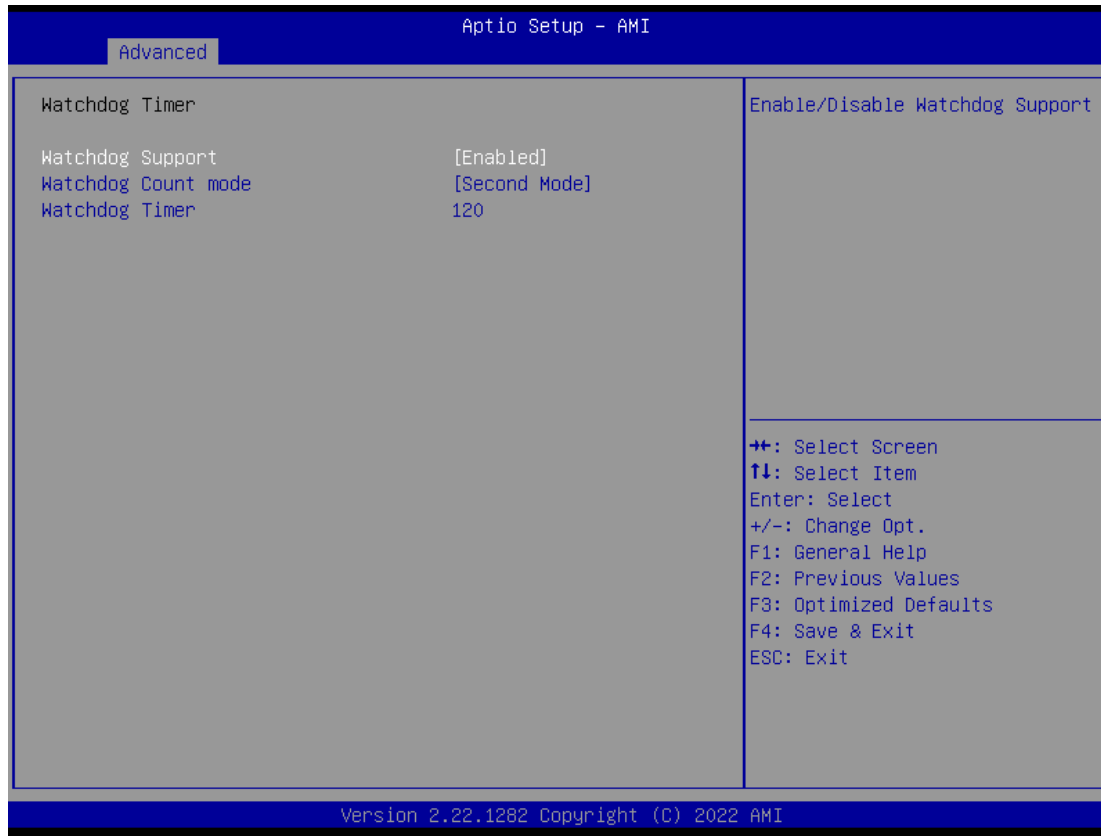 Aptio Setup – AMI
Advanced
Watchdog Timer
Watchdog Support [Enabled]
Watchdog Count mode [Second Mode]
Watchdog Timer 120
Enable/Disable Watchdog Support
→←: Select Screen
↑↓: Select Item
Enter: Select
+/-: Change Opt.
F1: General Help
F2: Previous Values
F3: Optimized Defaults
F4: Save & Exit
ESC: Exit
Version 2.22.1282 Copyright (C) 2022 AMI